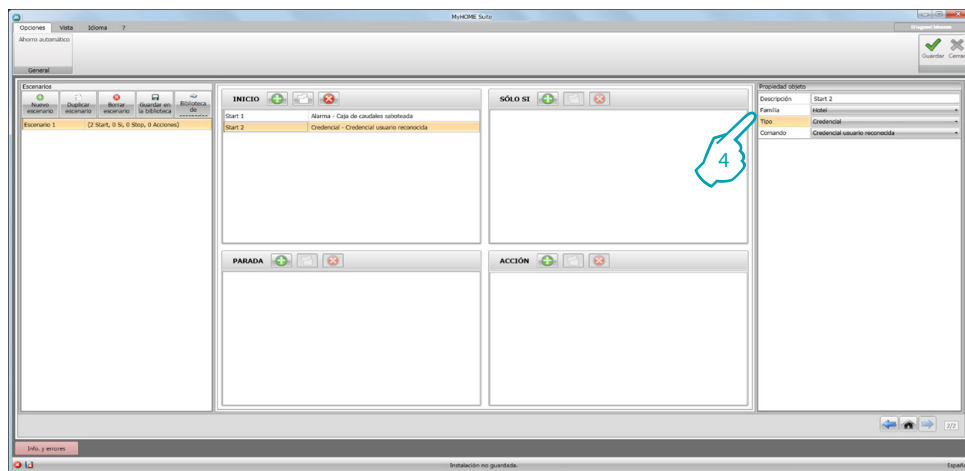 MyHOME Suite
Opciones Vista Idioma ?
Ahorro automático
Guardar Cerrar
General
Escenarios
Nuevo escenario
Duplicar escenario
Borrar escenario
Guardar en la biblioteca
Biblioteca de
Escenario 1 (2 Start, 0 Si, 0 Stop, 0 Acciones)
INICIO
Start 1 Alarma - Caja de caudales saboteada
Start 2 Credencial - Credencial usuario reconocida
SÓLO SI
PARADA
ACCIÓN
Propiedad objeto
Descripción Start 2
Familia Hotel
Tipo Credencial
Comando Credencial usuario reconocida
4
2/2
Info. y errores
Instalación no guardada.
Españ